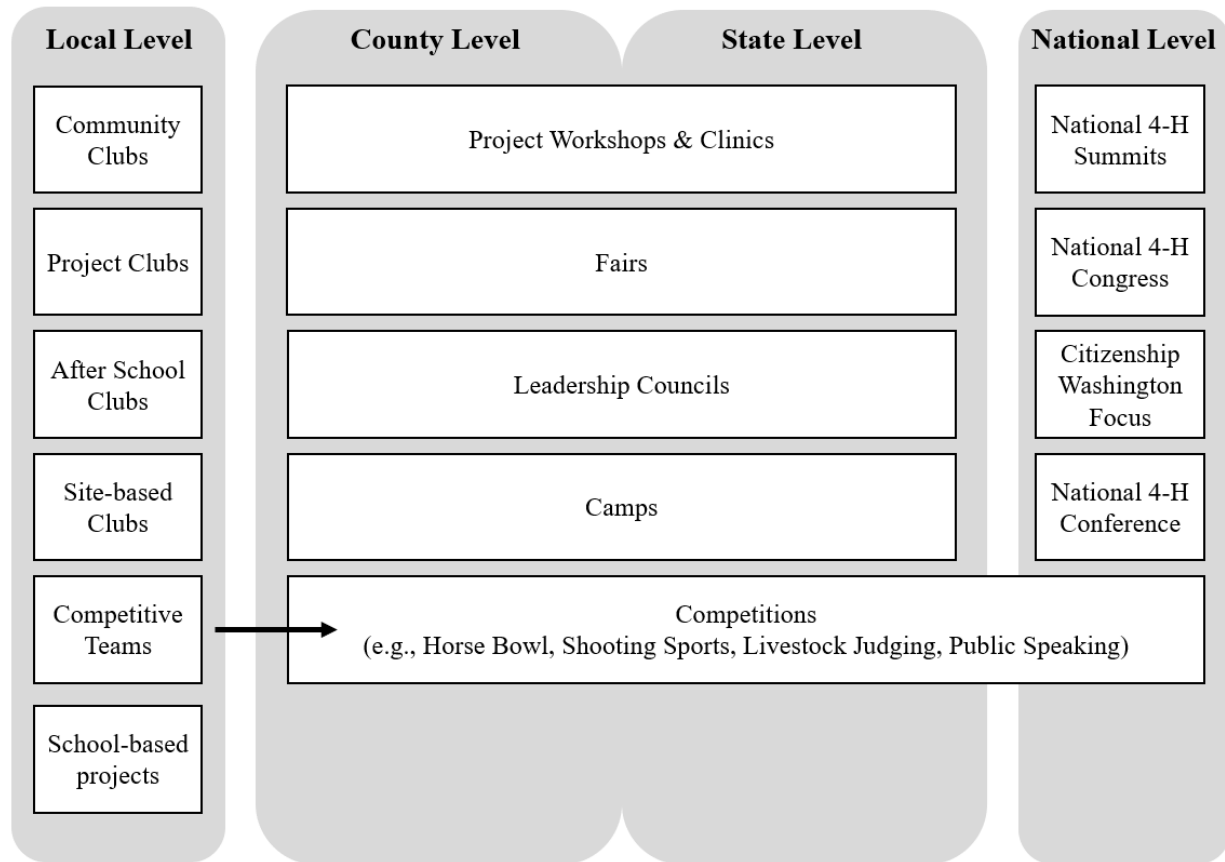 Local Level
County Level
State Level
National Level
Community
Clubs
Project Workshops & Clinics
National 4-H
Summits
Project Clubs
Fairs
National 4-H
Congress
After School
Clubs
Leadership Councils
Citizenship
Washington
Focus
Site-based
Clubs
Camps
National 4-H
Conference
Competitive
Teams
Competitions
(e.g., Horse Bowl, Shooting Sports, Livestock Judging, Public Speaking)
School-based
projects